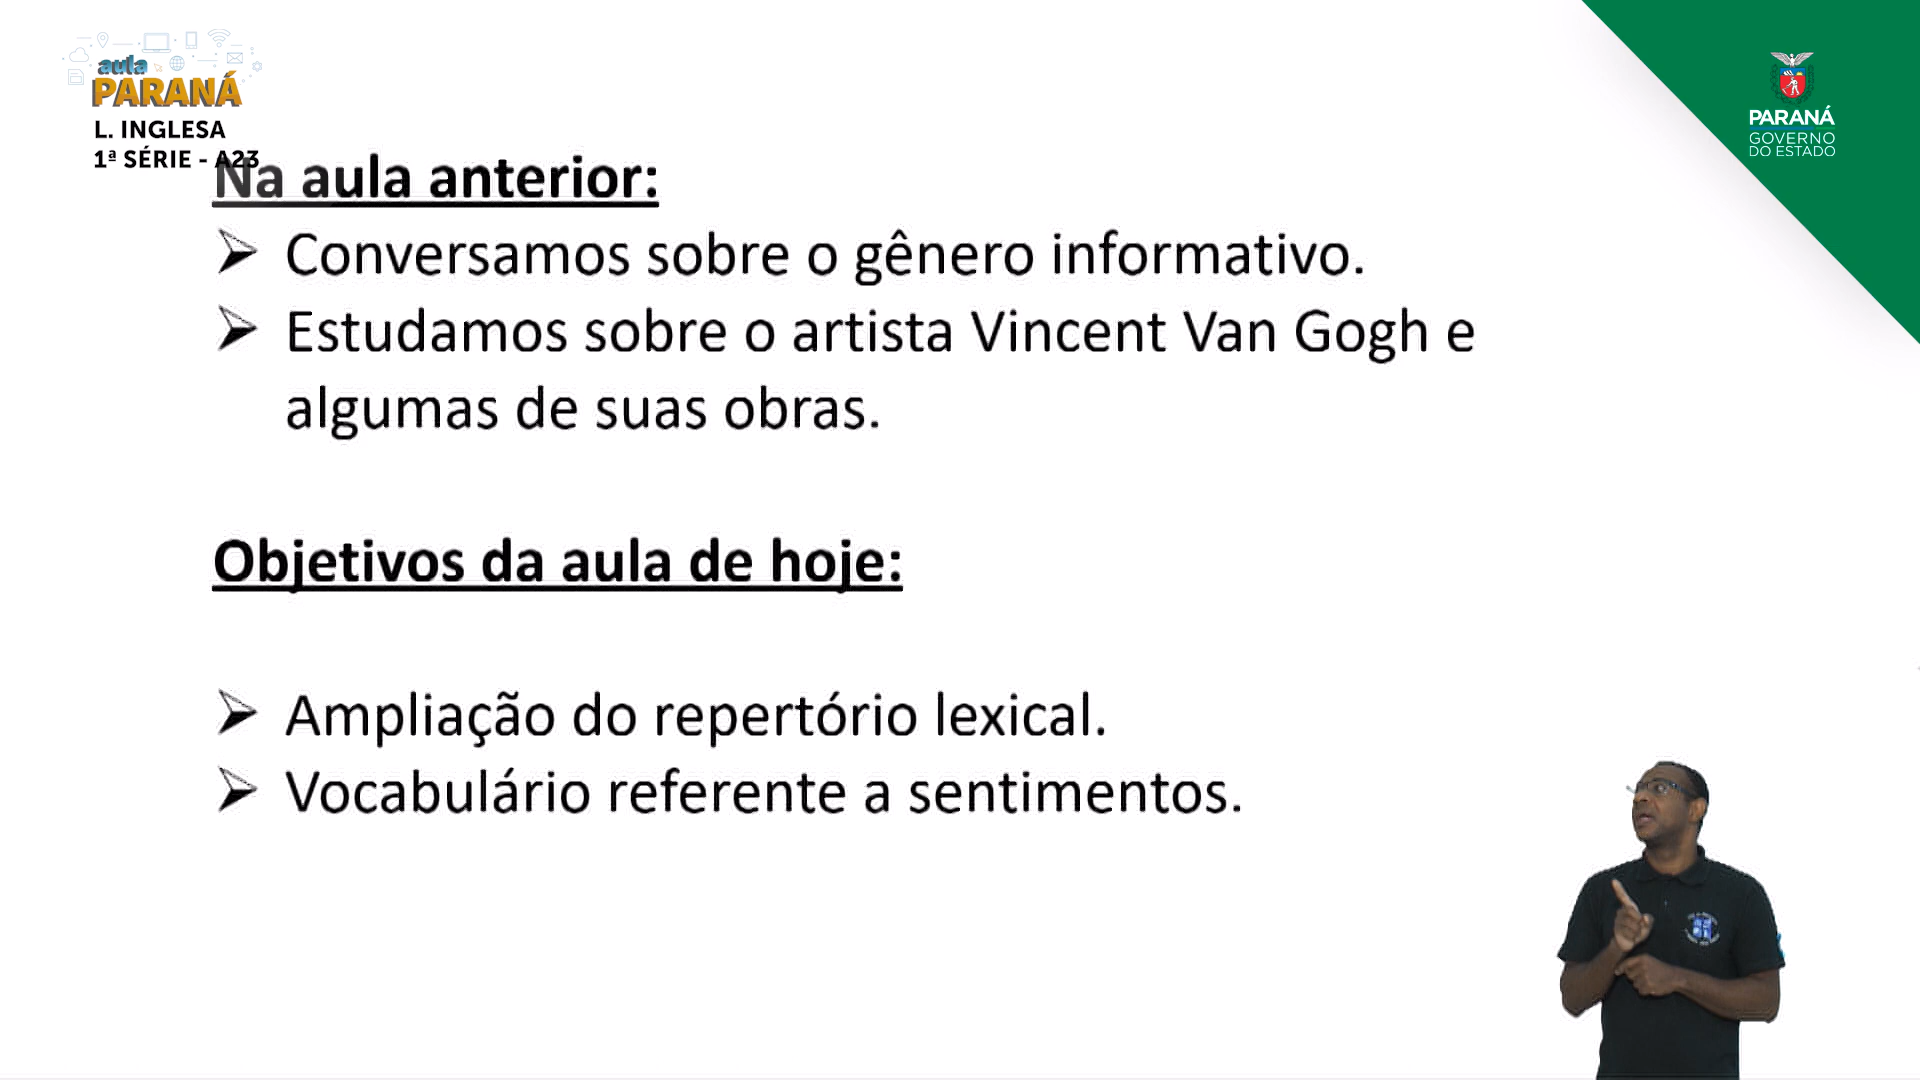 aula
PARANÁ
L. INGLESA
1ª SÉRIE - A23
PARANÁ
GOVERNO
DO ESTADO
Na aula anterior:
Conversamos sobre o gênero informativo.
Estudamos sobre o artista Vincent Van Gogh e
algumas de suas obras.
Objetivos da aula de hoje:
Ampliação do repertório lexical.
Vocabulário referente a sentimentos.